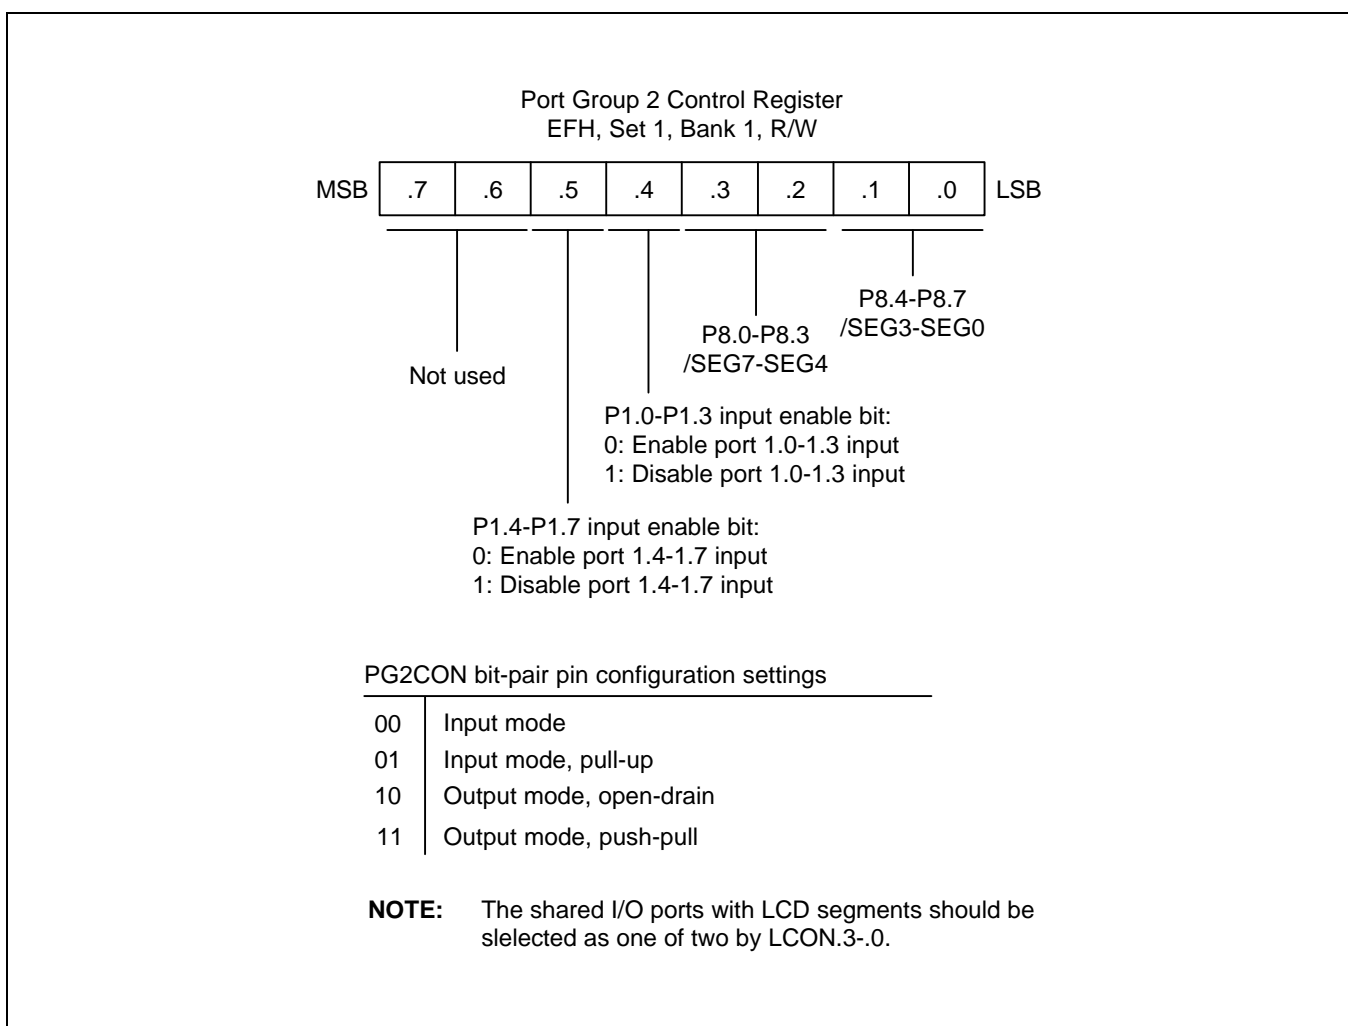 Port Group 2 Control Register
EFH, Set 1, Bank 1, R/W
MSB .7 .6 .5 .4 .3 .2 .1 .0 LSB
P8.4-P8.7
/SEG3-SEG0
P8.0-P8.3
/SEG7-SEG4
Not used
P1.0-P1.3 input enable bit:
0: Enable port 1.0-1.3 input
1: Disable port 1.0-1.3 input
P1.4-P1.7 input enable bit:
0: Enable port 1.4-1.7 input
1: Disable port 1.4-1.7 input
PG2CON bit-pair pin configuration settings
00 Input mode
01 Input mode, pull-up
10 Output mode, open-drain
11 Output mode, push-pull
NOTE: The shared I/O ports with LCD segments should be
slelected as one of two by LCON.3-.0.